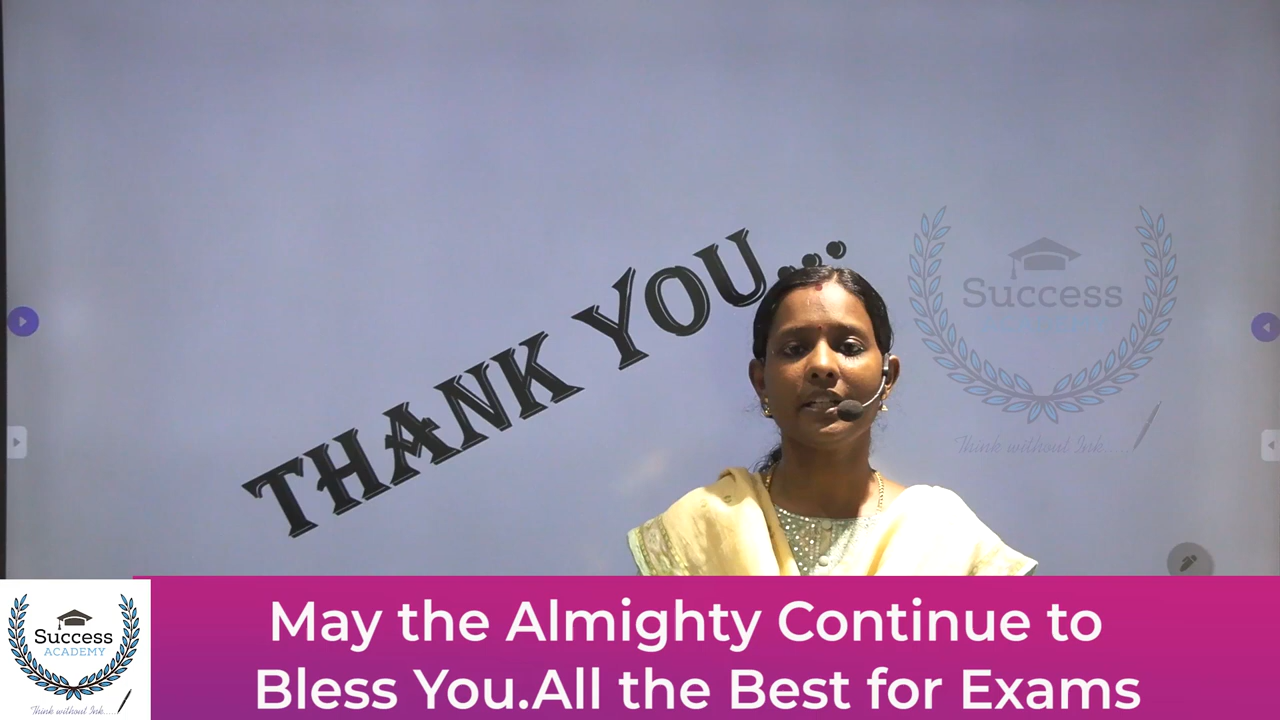 THANK YOU...
Success
ACADEMY
Think without Ink.....
Success
ACADEMY
Think without Ink.....
May the Almighty Continue to
Bless You.All the Best for Exams